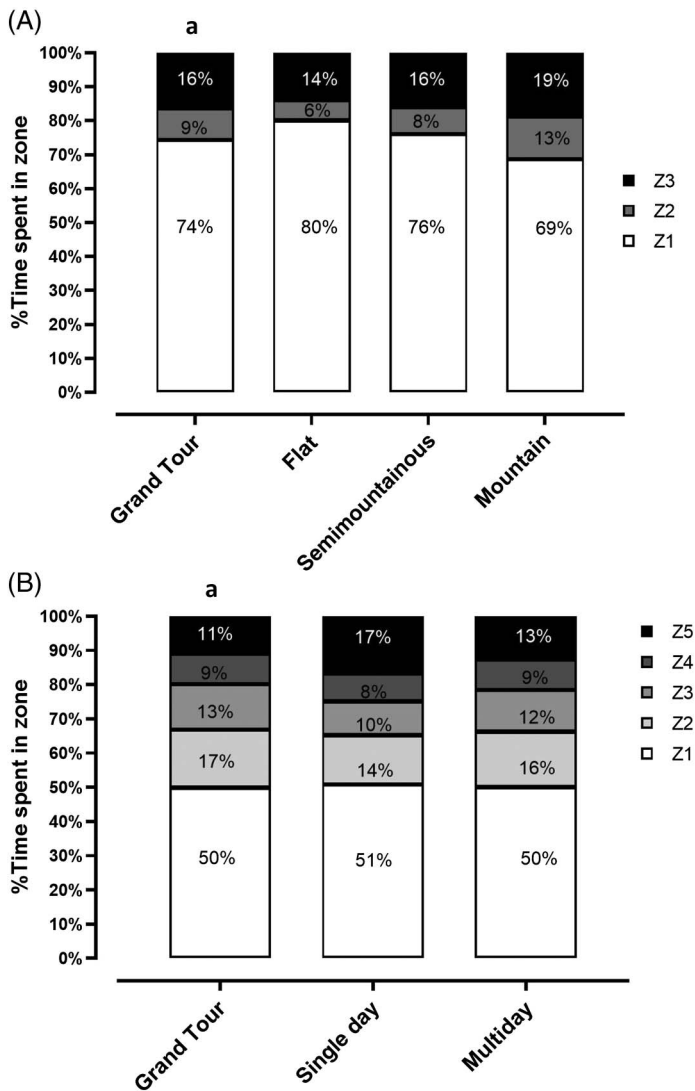 (A)
a
100%
90%
80%
70%
60%
50%
40%
30%
20%
10%
0%
%Time spent in zone
16%
14%
16%
19%
9%
6%
8%
13%
74%
80%
76%
69%
Z3
Z2
Z1
Grand Tour
Flat
Semimountainous
Mountain
(B)
a
100%
90%
80%
70%
60%
50%
40%
30%
20%
10%
0%
%Time spent in zone
11%
17%
13%
9%
8%
9%
13%
10%
12%
17%
14%
16%
50%
51%
50%
Z5
Z4
Z3
Z2
Z1
Grand Tour
Single day
Multiday